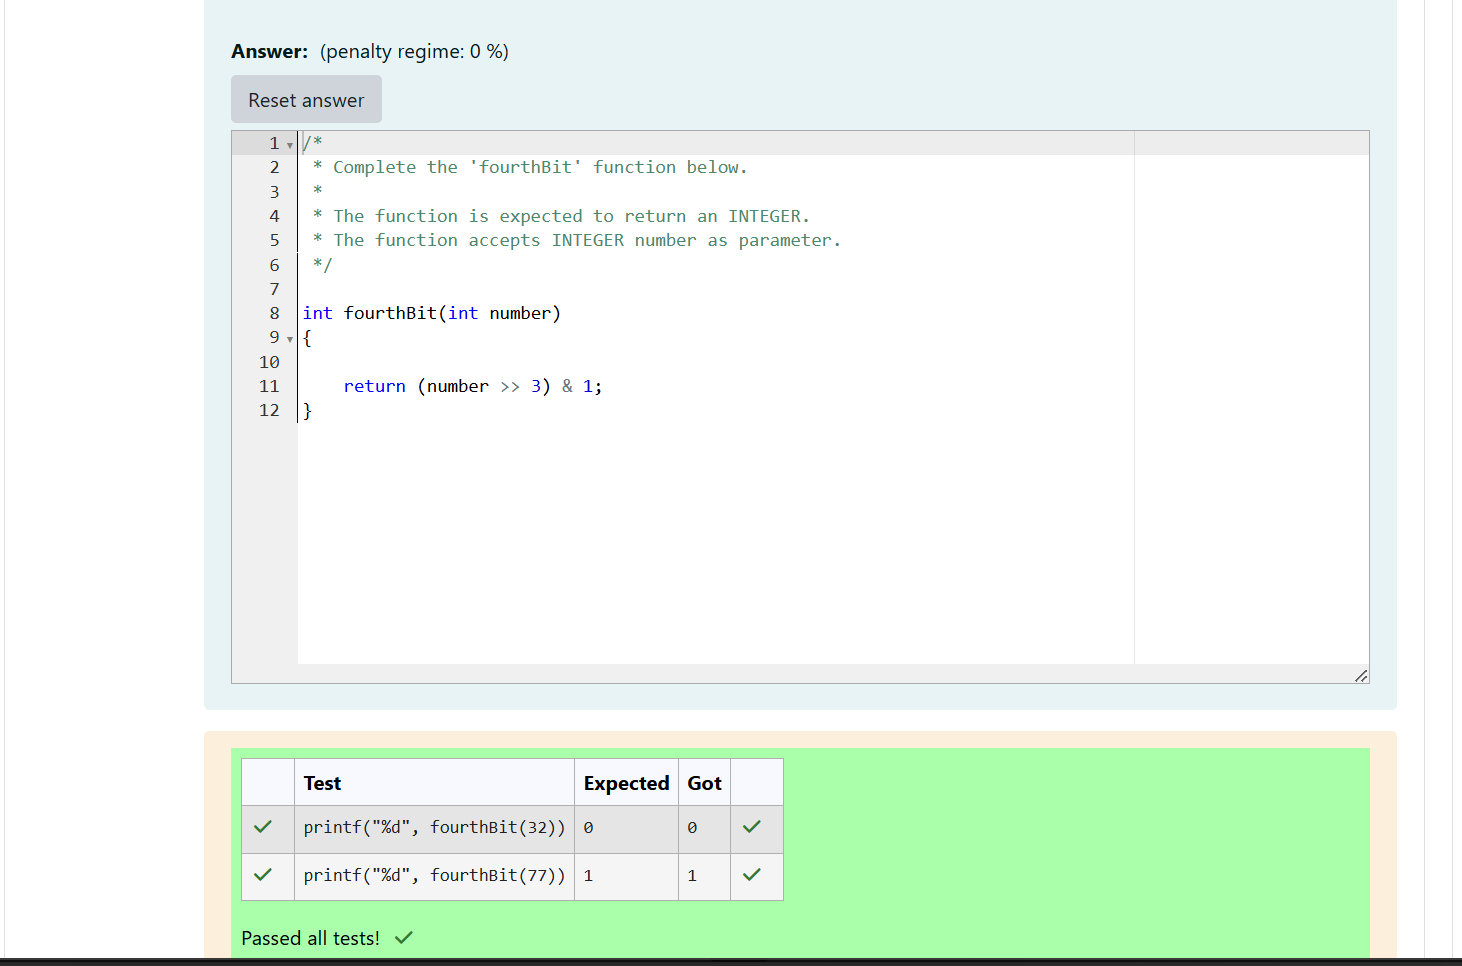 Answer: (penalty regime: 0 %)
Reset answer
1 /*
2  * Complete the 'fourthBit' function below.
3  *
4  * The function is expected to return an INTEGER.
5  * The function accepts INTEGER number as parameter.
6  */
7
8 int fourthBit(int number)
9 {
10
11     return (number >> 3) & 1;
12 }
Test Expected Got
printf("%d", fourthBit(32)) 0 0
printf("%d", fourthBit(77)) 1 1
Passed all tests!